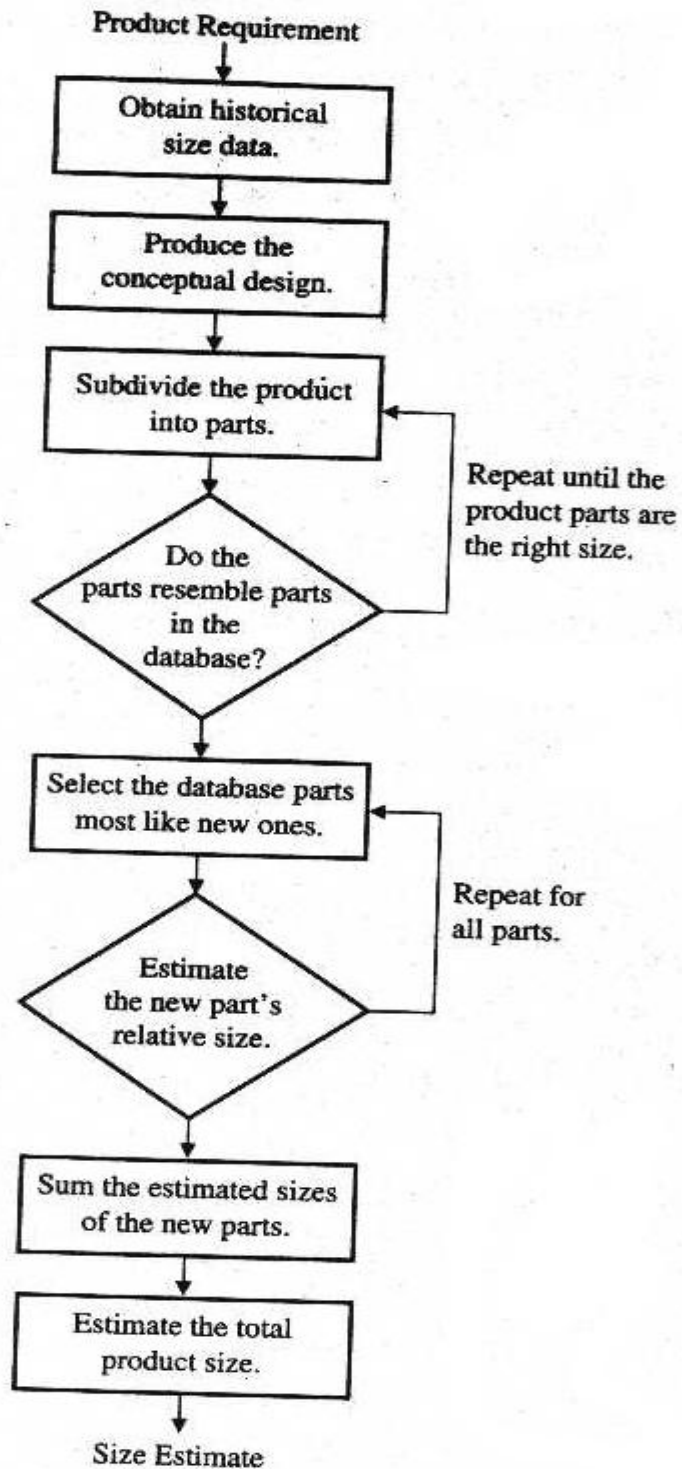 Product Requirement
Obtain historical
size data.
Produce the
conceptual design.
Subdivide the product
into parts.
Repeat until the
product parts are
the right size.
Do the
parts resemble parts
in the
database?
Select the database parts
most like new ones.
Repeat for
all parts.
Estimate
the new part's
relative size.
Sum the estimated sizes
of the new parts.
Estimate the total
product size.
Size Estimate